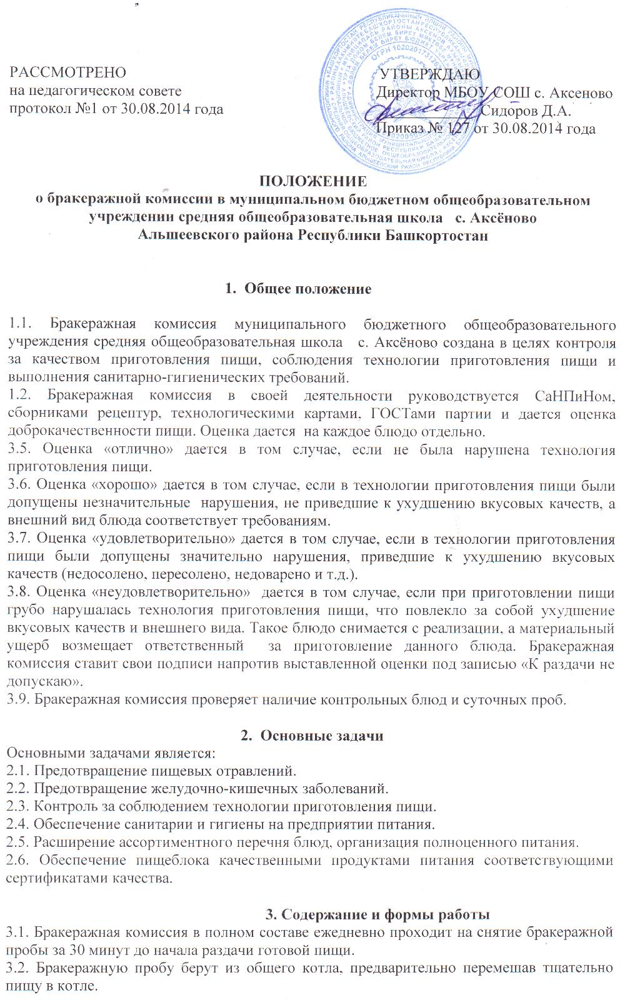 РАССМОТРЕНО
на педагогическом совете
протокол №1 от 30.08.2014 года
УТВЕРЖДАЮ
Директор МБОУ СОШ с. Аксеново
Сидоров Д.А.
Приказ № 127 от 30.08.2014 года
ПОЛОЖЕНИЕ
о бракеражной комиссии в муниципальном бюджетном общеобразовательном
учреждении средняя общеобразовательная школа с. Аксёново
Альшеевского района Республики Башкортостан
1. Общее положение
1.1. Бракеражная комиссия муниципального бюджетного общеобразовательного
учреждения средняя общеобразовательная школа с. Аксёново создана в целях контроля
за качеством приготовления пищи, соблюдения технологии приготовления пищи и
выполнения санитарно-гигиенических требований.
1.2. Бракеражная комиссия в своей деятельности руководствуется СаНПиНом,
сборниками рецептур, технологическими картами, ГОСТами партии и дается оценка
доброкачественности пищи. Оценка дается на каждое блюдо отдельно.
3.5. Оценка «отлично» дается в том случае, если не была нарушена технология
приготовления пищи.
3.6. Оценка «хорошо» дается в том случае, если в технологии приготовления пищи были
допущены незначительные нарушения, не приведшие к ухудшению вкусовых качеств, а
внешний вид блюда соответствует требованиям.
3.7. Оценка «удовлетворительно» дается в том случае, если в технологии приготовления
пищи были допущены значительно нарушения, приведшие к ухудшению вкусовых
качеств (недосолено, пересолено, недоварено и т.д.).
3.8. Оценка «неудовлетворительно» дается в том случае, если при приготовлении пищи
грубо нарушалась технология приготовления пищи, что повлекло за собой ухудшение
вкусовых качеств и внешнего вида. Такое блюдо снимается с реализации, а материальный
ущерб возмещает ответственный за приготовление данного блюда. Бракеражная
комиссия ставит свои подписи напротив выставленной оценки под записью «К раздачи не
допускаю».
3.9. Бракеражная комиссия проверяет наличие контрольных блюд и суточных проб.
2. Основные задачи
Основными задачами является:
2.1. Предотвращение пищевых отравлений.
2.2. Предотвращение желудочно-кишечных заболеваний.
2.3. Контроль за соблюдением технологии приготовления пищи.
2.4. Обеспечение санитарии и гигиены на предприятии питания.
2.5. Расширение ассортиментного перечня блюд, организация полноценного питания.
2.6. Обеспечение пищеблока качественными продуктами питания соответствующими
сертификатами качества.
3. Содержание и формы работы
3.1. Бракеражная комиссия в полном составе ежедневно проходит на снятие бракеражной
пробы за 30 минут до начала раздачи готовой пищи.
3.2. Бракеражную пробу берут из общего котла, предварительно перемешав тщательно
пищу в котле.